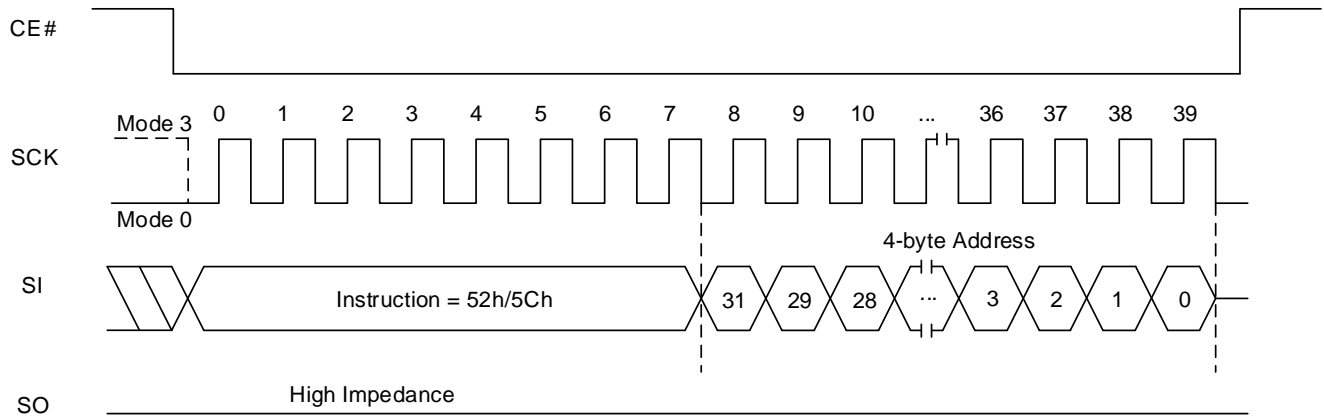 CE#
0 1 2 3 4 5 6 7 8 9 10 ... 36 37 38 39
Mode 3
SCK
Mode 0
4-byte Address
SI
Instruction = 52h/5Ch 31 29 28 ... 3 2 1 0
High Impedance
SO